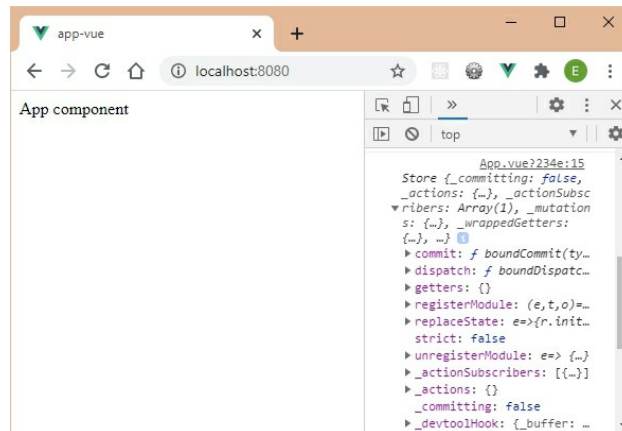 app-vue
localhost:8080
E
App component
top
App.vue?234e:15
Store {_committing: false,
_actions: {…}, _actionSubsc
ribers: Array(1), _mutation
s: {…}, _wrappedGetters:
{…}, …}
commit: ƒ boundCommit(ty…
dispatch: ƒ boundDispatc…
getters: {}
registerModule: (e,t,o)=…
replaceState: e=>{r.init…
strict: false
unregisterModule: e=> {…}
_actionSubscribers: [{…}]
_actions: {}
_committing: false
_devtoolHook: {_buffer: …